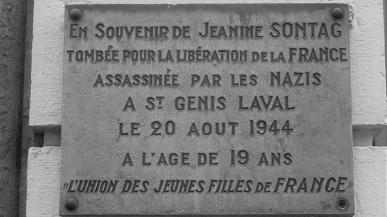 EN SOUVENIR DE JEANINE SONTAG
TOMBÉE POUR LA LIBÉRATION DE LA FRANCE
ASSASSINÉE PAR LES NAZIS
A ST GENIS LAVAL
LE 20 AOUT 1944
A L'AGE DE 19 ANS
"L'UNION DES JEUNES FILLES DE FRANCE"